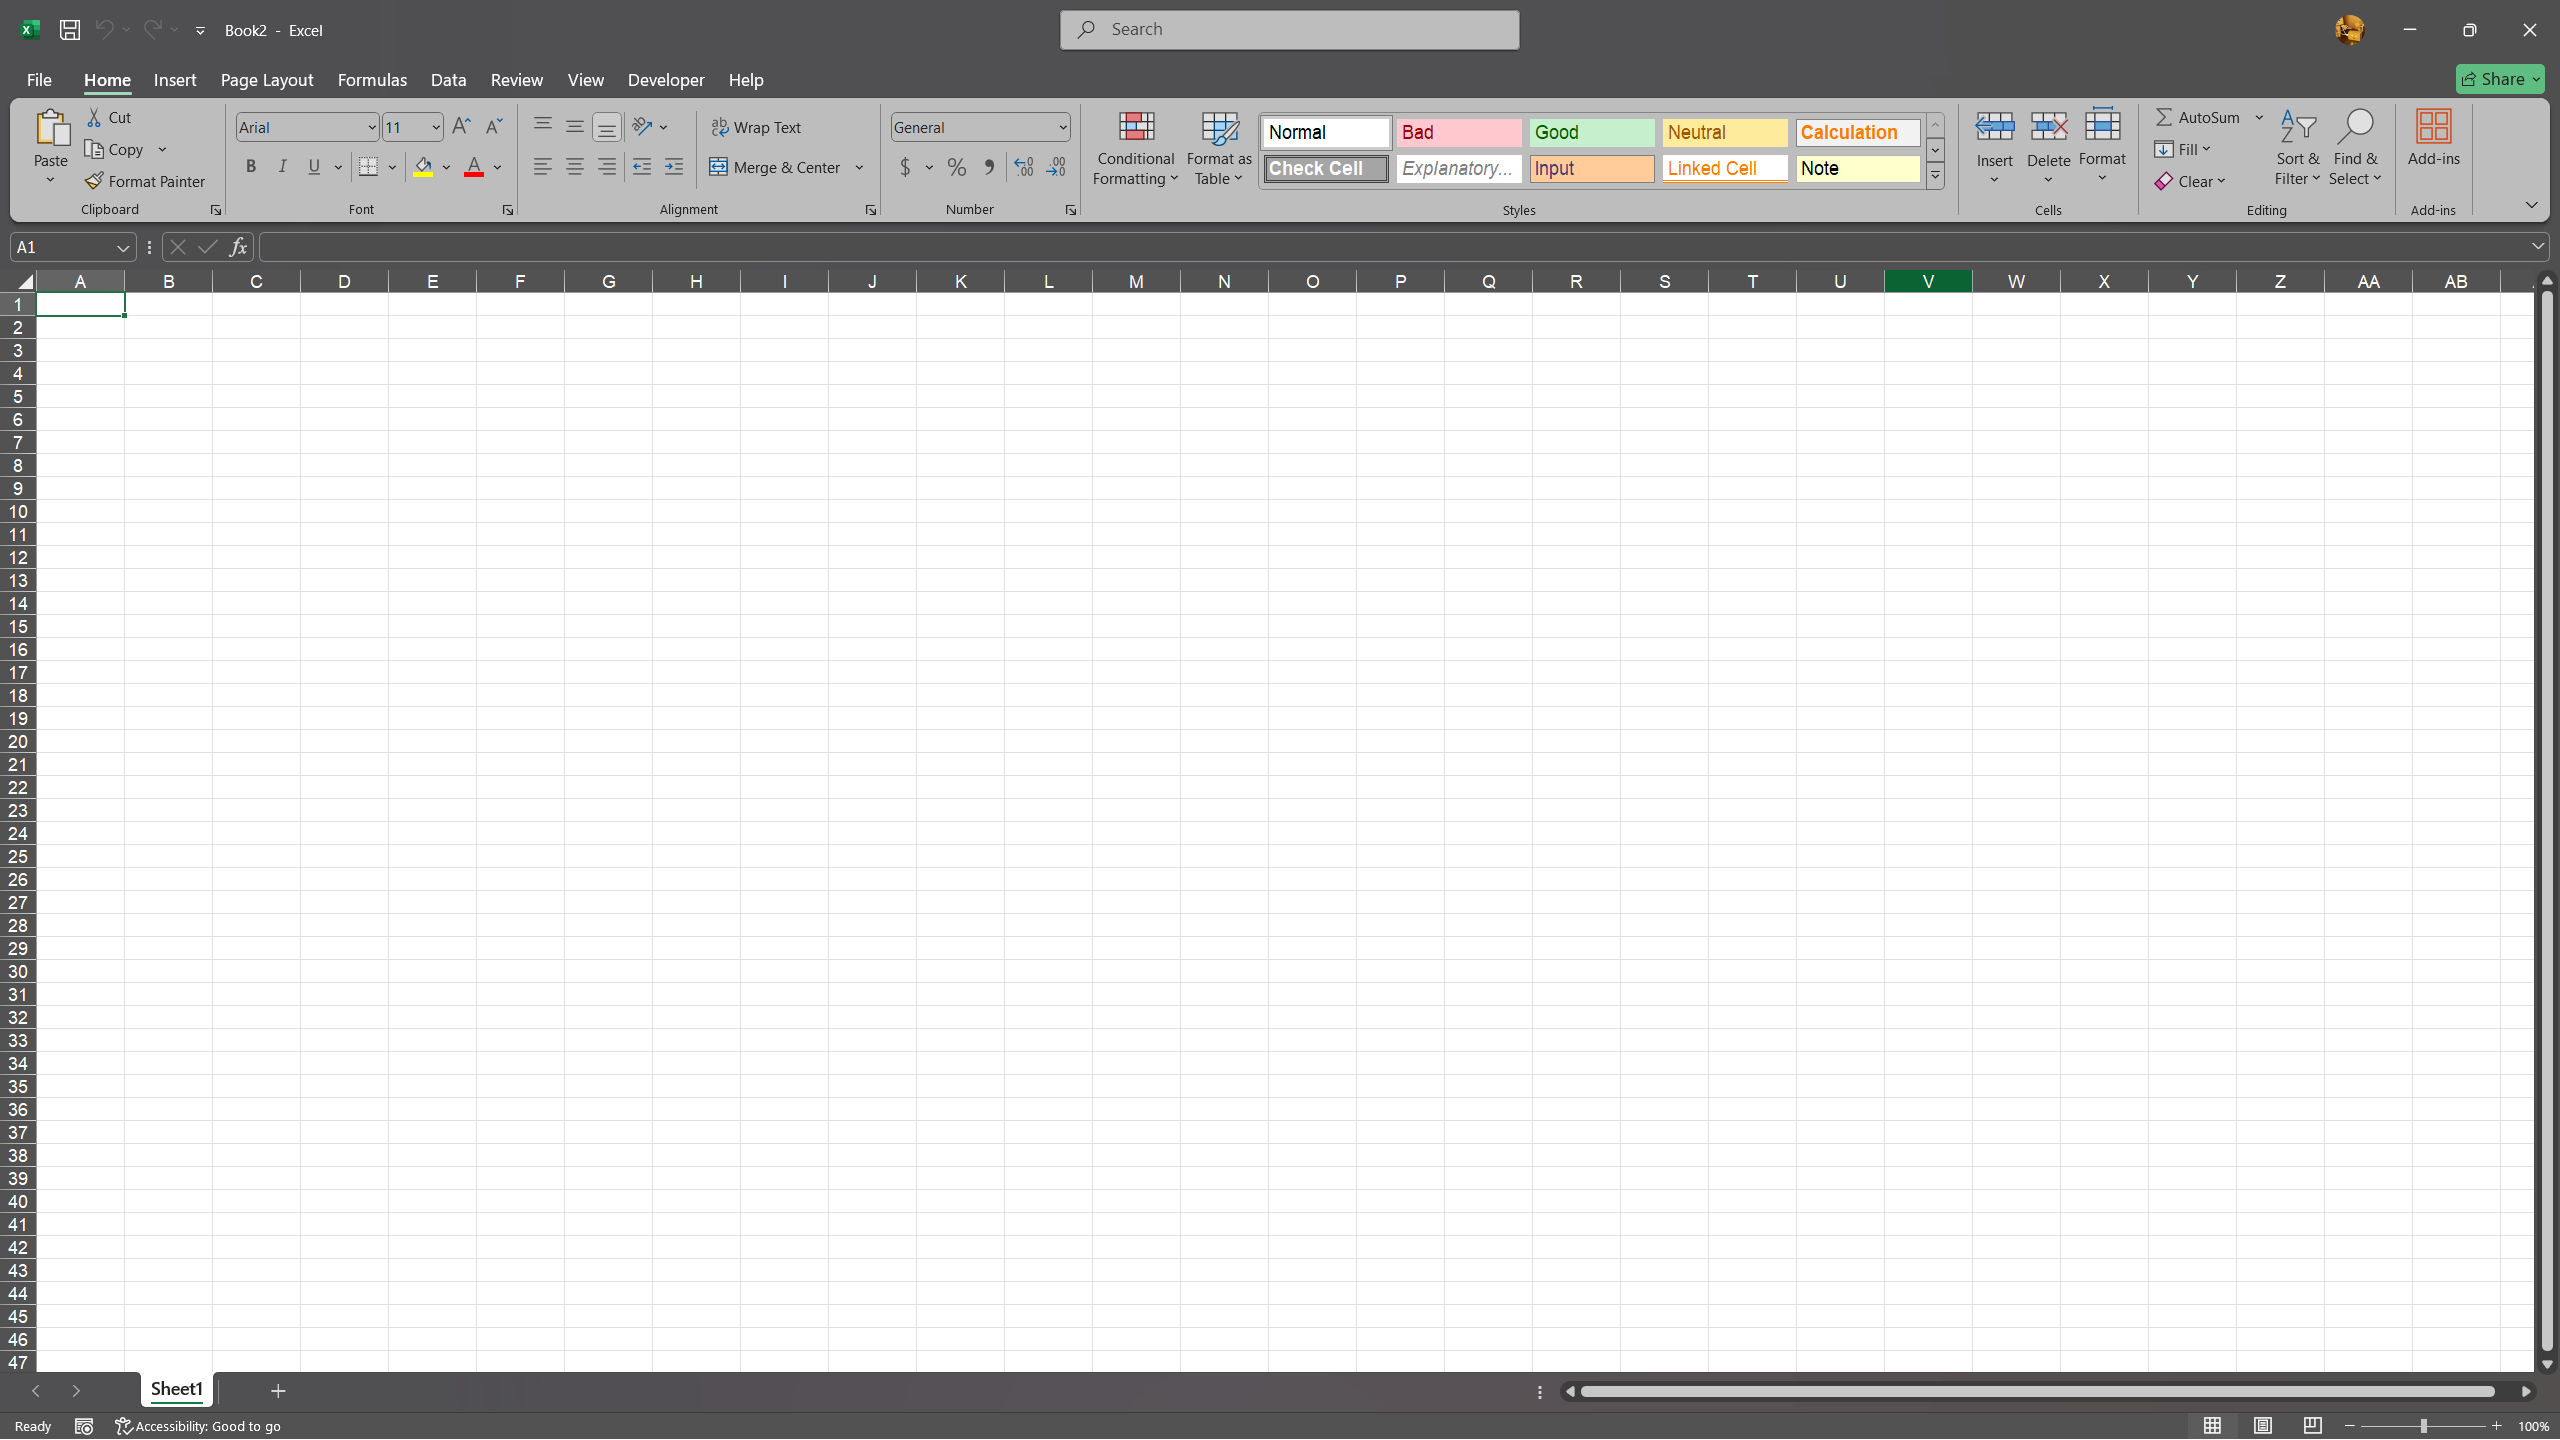 Book2 - Excel
Search
File Home Insert Page Layout Formulas Data Review View Developer Help
Share
Paste
Cut
Copy
Format Painter
Clipboard
Arial 11
B I U
Font
Wrap Text
Merge & Center
Alignment
General
$ % , .00
Number
Conditional
Formatting
Format as
Table
Normal Bad Good Neutral Calculation
Check Cell Explanatory... Input Linked Cell Note
Styles
Insert Delete Format
Cells
AutoSum
Fill
Clear
Sort &
Filter
Find &
Select
Editing
Add-ins
Add-ins
A1
fx
A B C D E F G H I J K L M N O P Q R S T U V W X Y Z AA AB
1
2
3
4
5
6
7
8
9
10
11
12
13
14
15
16
17
18
19
20
21
22
23
24
25
26
27
28
29
30
31
32
33
34
35
36
37
38
39
40
41
42
43
44
45
46
47
Sheet1
Ready Accessibility: Good to go 100%